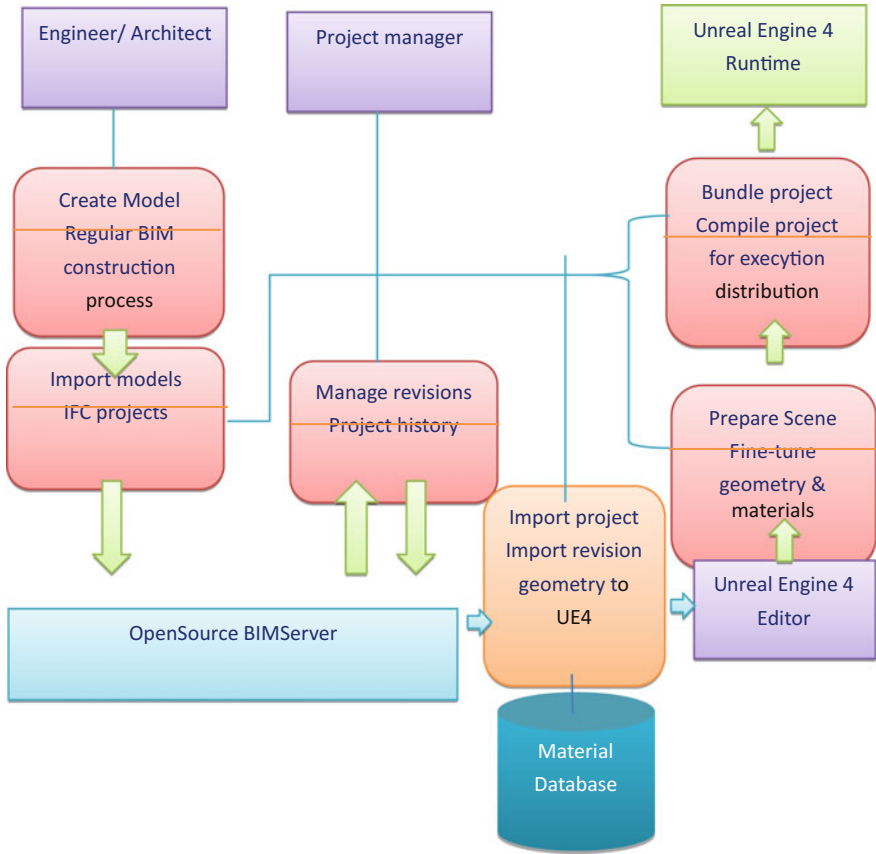 Engineer/ Architect
Project manager
Unreal Engine 4
Runtime
Create Model
Regular BIM
construction
process
Bundle project
Compile project
for execution
distribution
Import models
IFC projects
Manage revisions
Project history
Prepare Scene
Fine-tune
geometry &
materials
Import project
Import revision
geometry to
UE4
Unreal Engine 4
Editor
OpenSource BIMServer
Material
Database